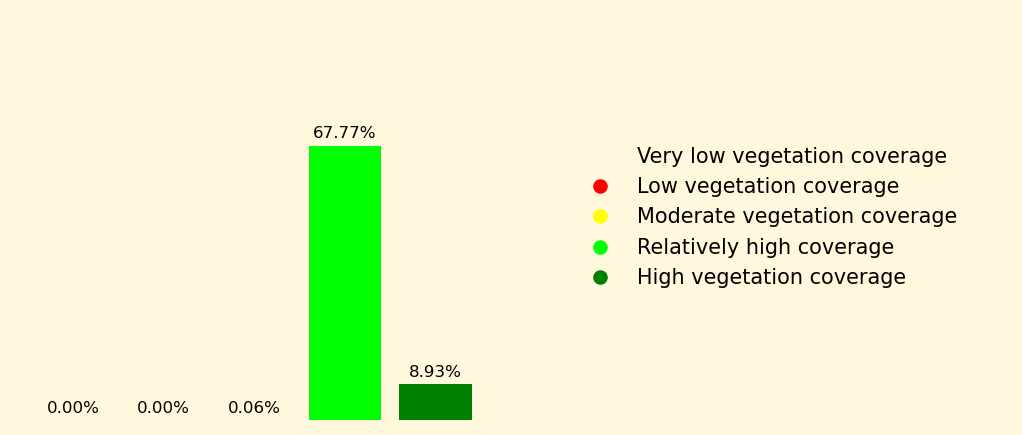 67.77%
8.93%
0.00%
0.00%
0.06%
Very low vegetation coverage
Low vegetation coverage
Moderate vegetation coverage
Relatively high coverage
High vegetation coverage